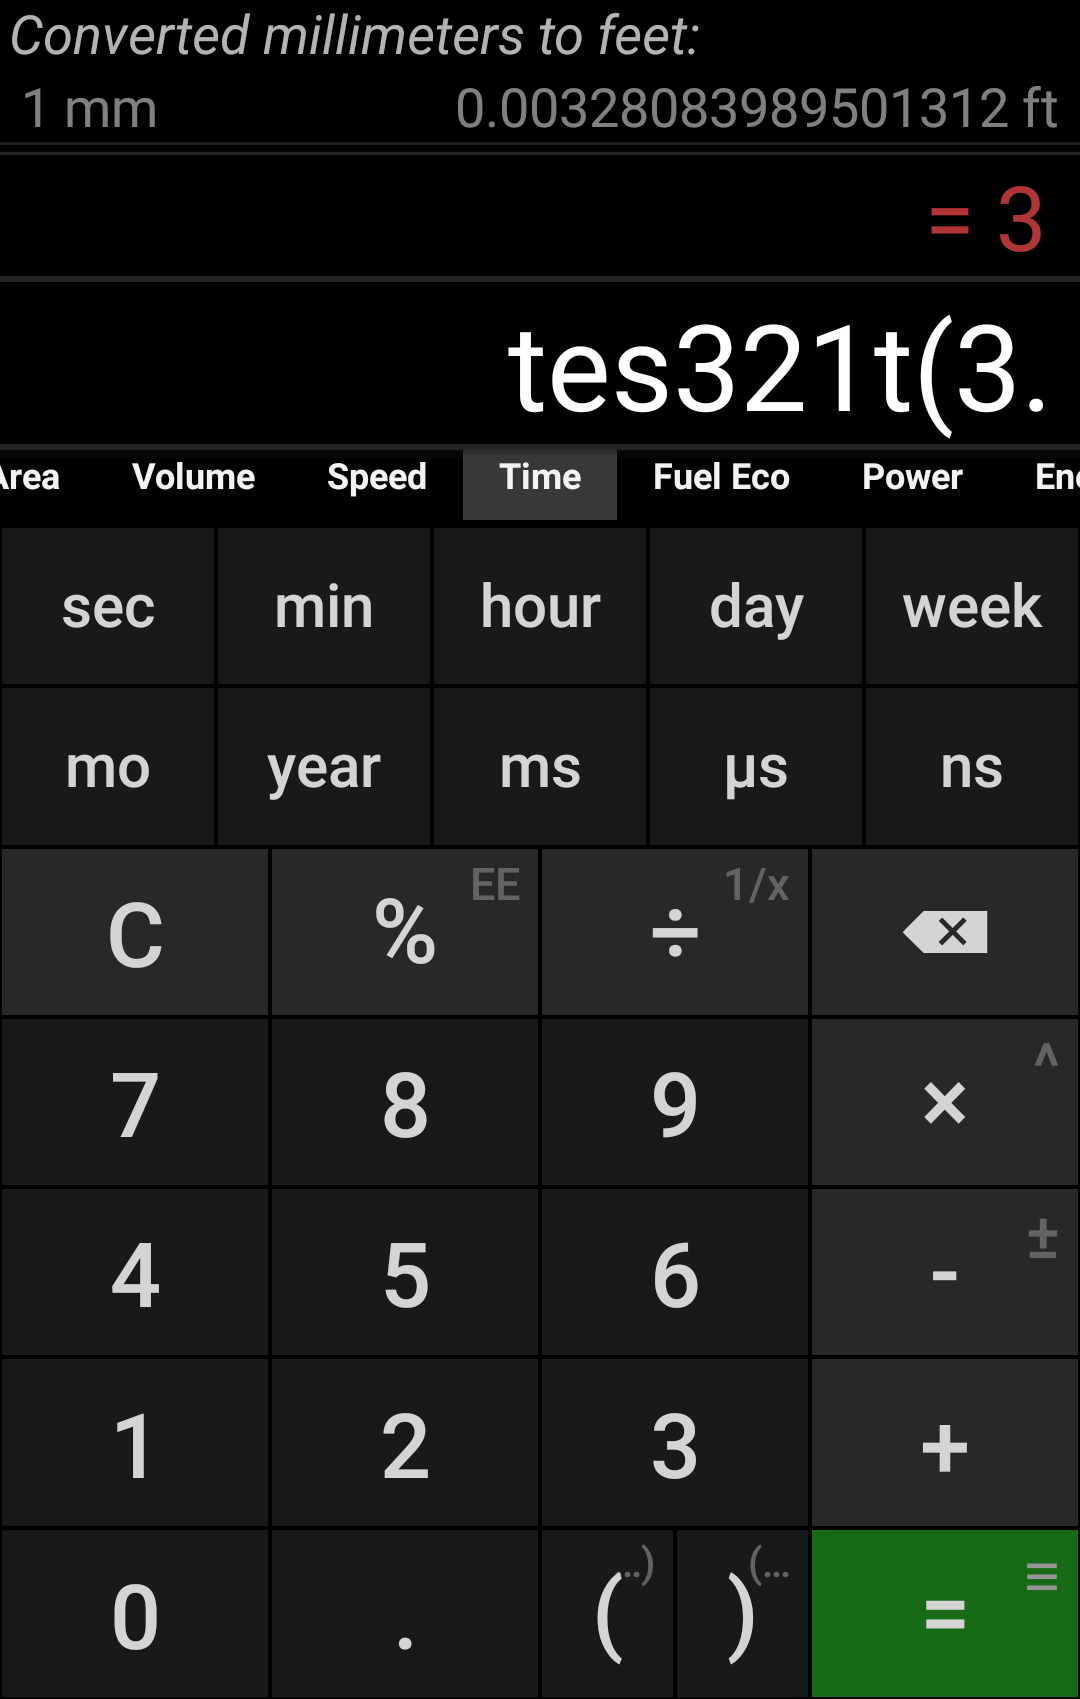 Converted millimeters to feet:
1 mm 0.00328083989501312 ft
= 3
tes321t(3.
Area Volume Speed Time Fuel Eco Power
sec min hour day week
mo year ms µs ns
C % EE ÷ 1/x
7 8 9 × ^
4 5 6 - ±
1 2 3 +
0 . ( ..) ) (... = ≡